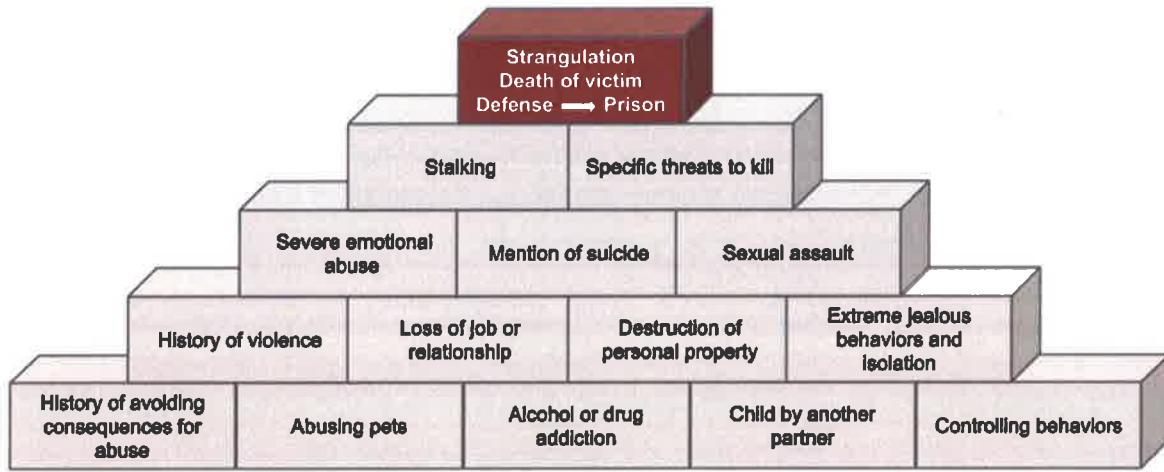 Strangulation
Death of victim
Defense ➞ Prison
Stalking
Specific threats to kill
Severe emotional
abuse
Mention of suicide
Sexual assault
History of violence
Loss of job or
relationship
Destruction of
personal property
Extreme jealous
behaviors and
isolation
History of avoiding
consequences for
abuse
Abusing pets
Alcohol or drug
addiction
Child by another
partner
Controlling behaviors